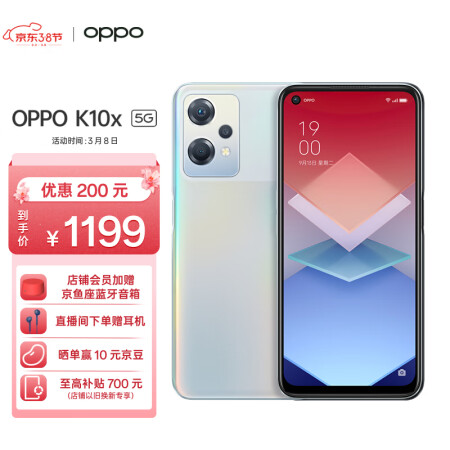 京东38节
OPPO
OPPO K10x 5G
活动时间:3月8日
优惠 200 元
到手价
¥1199
店铺会员加赠
京鱼座蓝牙音箱
直播间下单赠耳机
晒单赢 10 元京豆
至高补贴 700 元
(店铺以旧换新专享)
OPPO
19
00